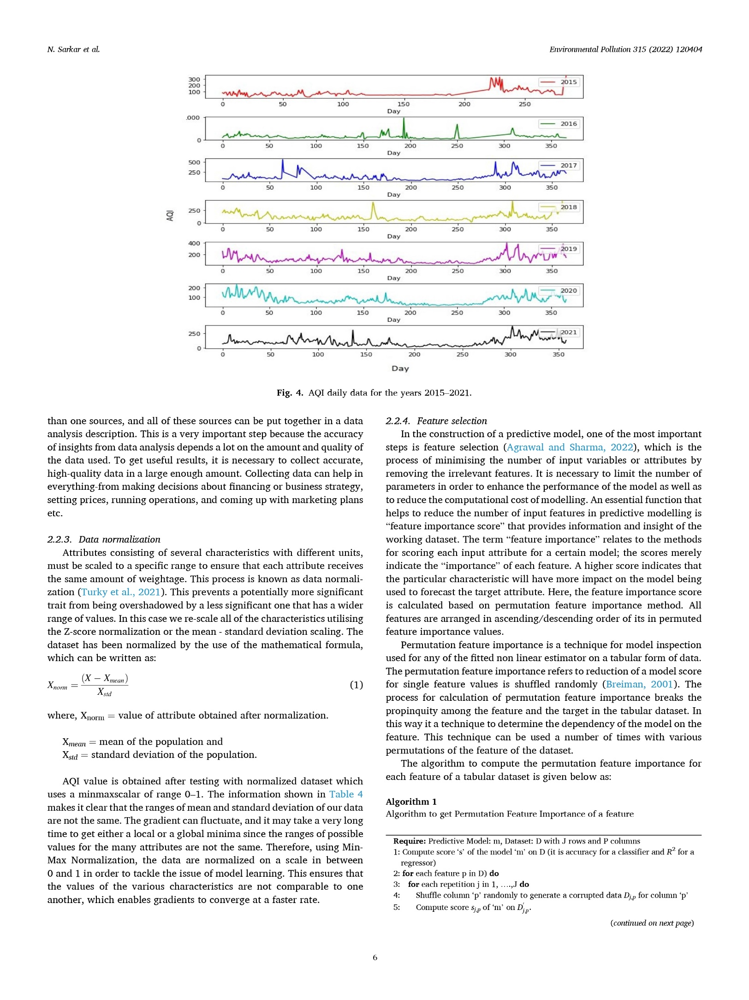 N. Sarkar et al.
Environmental Pollution 315 (2022) 120404
300
200
100
2015
0 50 100 150 200 250
Day
.000
0
2016
0 50 100 150 200 250 300 350
Day
500
250
2017
0 50 100 150 200 250 300 350
Day
250
0
2018
0 50 100 150 200 250 300 350
Day
AQI
400
200
2019
0 50 100 150 200 250 300 350
Day
200
100
2020
0 50 100 150 200 250 300 350
Day
250
0
2021
0 50 100 150 200 250 300 350
Day
Fig. 4. AQI daily data for the years 2015–2021.
than one sources, and all of these sources can be put together in a data
analysis description. This is a very important step because the accuracy
of insights from data analysis depends a lot on the amount and quality of
the data used. To get useful results, it is necessary to collect accurate,
high-quality data in a large enough amount. Collecting data can help in
everything-from making decisions about financing or business strategy,
setting prices, running operations, and coming up with marketing plans
etc.
2.2.3. Data normalization
Attributes consisting of several characteristics with different units,
must be scaled to a specific range to ensure that each attribute receives
the same amount of weightage. This process is known as data normali-
zation (Turky et al., 2021). This prevents a potentially more significant
trait from being overshadowed by a less significant one that has a wider
range of values. In this case we re-scale all of the characteristics utilising
the Z-score normalization or the mean - standard deviation scaling. The
dataset has been normalized by the use of the mathematical formula,
which can be written as:
X_norm = (X − X_mean) / X_std (1)
where, X_norm = value of attribute obtained after normalization.
X_mean = mean of the population and
X_std = standard deviation of the population.
AQI value is obtained after testing with normalized dataset which
uses a minmaxscalar of range 0–1. The information shown in Table 4
makes it clear that the ranges of mean and standard deviation of our data
are not the same. The gradient can fluctuate, and it may take a very long
time to get either a local or a global minima since the ranges of possible
values for the many attributes are not the same. Therefore, using Min-
Max Normalization, the data are normalized on a scale in between
0 and 1 in order to tackle the issue of model learning. This ensures that
the values of the various characteristics are not comparable to one
another, which enables gradients to converge at a faster rate.
2.2.4. Feature selection
In the construction of a predictive model, one of the most important
steps is feature selection (Agrawal and Sharma, 2022), which is the
process of minimising the number of input variables or attributes by
removing the irrelevant features. It is necessary to limit the number of
parameters in order to enhance the performance of the model as well as
to reduce the computational cost of modelling. An essential function that
helps to reduce the number of input features in predictive modelling is
“feature importance score” that provides information and insight of the
working dataset. The term “feature importance” relates to the methods
for scoring each input attribute for a certain model; the scores merely
indicate the “importance” of each feature. A higher score indicates that
the particular characteristic will have more impact on the model being
used to forecast the target attribute. Here, the feature importance score
is calculated based on permutation feature importance method. All
features are arranged in ascending/descending order of its in permuted
feature importance values.
Permutation feature importance is a technique for model inspection
used for any of the fitted non linear estimator on a tabular form of data.
The permutation feature importance refers to reduction of a model score
for single feature values is shuffled randomly (Breiman, 2001). The
process for calculation of permutation feature importance breaks the
propinquity among the feature and the target in the tabular dataset. In
this way it a technique to determine the dependency of the model on the
feature. This technique can be used a number of times with various
permutations of the feature of the dataset.
The algorithm to compute the permutation feature importance for
each feature of a tabular dataset is given below as:
Algorithm 1
Algorithm to get Permutation Feature Importance of a feature
Require: Predictive Model: m, Dataset: D with J rows and P columns
1: Compute score ‘s’ of the model ‘m’ on D (it is accuracy for a classifier and R² for a
regressor)
2: for each feature p in D) do
3: for each repetition j in 1, ….,J do
4: Shuffle column ‘p’ randomly to generate a corrupted data D_j,p for column ‘p’
5: Compute score s_j,p of ‘m’ on D′_j,p.
(continued on next page)
6